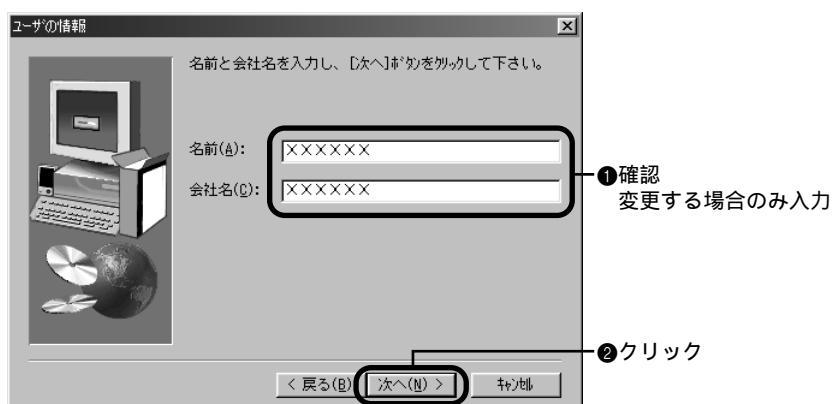 ユーザの情報
名前と会社名を入力し、[次へ]ﾎﾞﾀﾝをｸﾘｯｸして下さい。
名前(A): ××××××
会社名(C): ××××××
❶確認
変更する場合のみ入力
❷クリック
< 戻る(B) 次へ(N) > ｷｬﾝｾﾙ